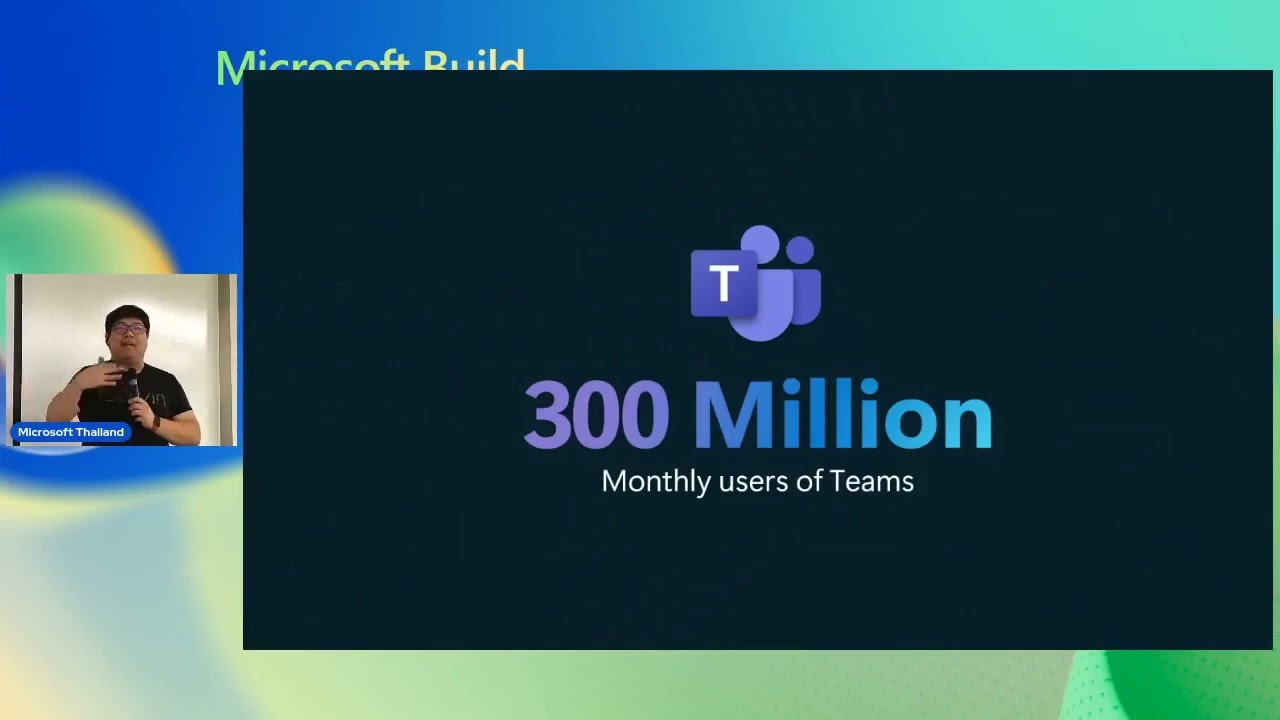 Microsoft Build
T
300 Million
Monthly users of Teams
Microsoft Thailand